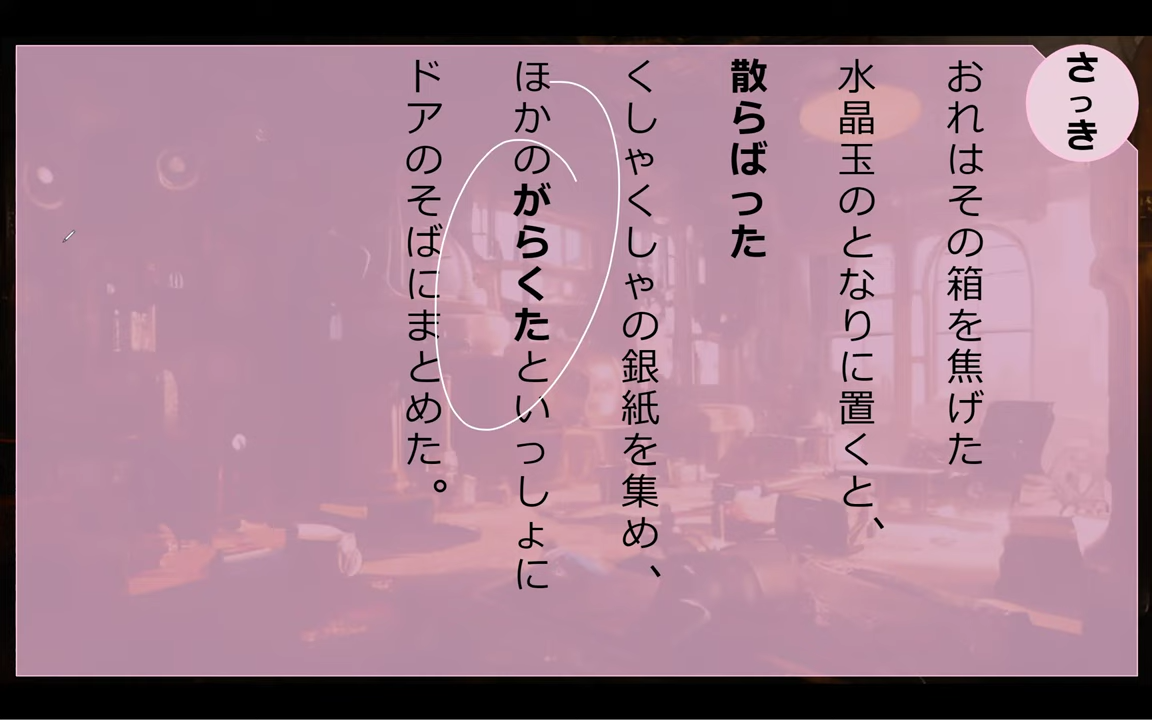 さっき
おれはその箱を焦げた
水晶玉のとなりに置くと、
散らばった
くしゃくしゃの銀紙を集め、
ほかのがらくたといっしょに
ドアのそばにまとめた。